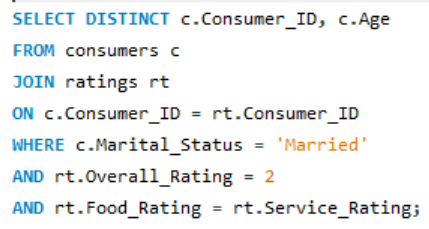 SELECT DISTINCT c.Consumer_ID, c.Age
FROM consumers c
JOIN ratings rt
ON c.Consumer_ID = rt.Consumer_ID
WHERE c.Marital_Status = 'Married'
AND rt.Overall_Rating = 2
AND rt.Food_Rating = rt.Service_Rating;